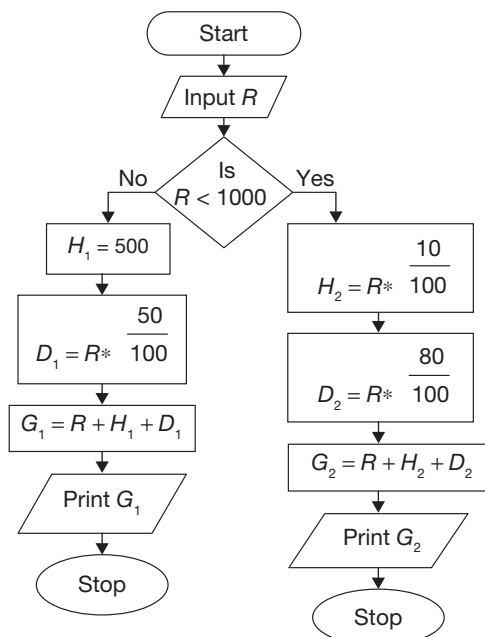 Start
Input R
Is
R < 1000
No
Yes
H₁ = 500
D₁ = R* 50/100
G₁ = R + H₁ + D₁
Print G₁
Stop
H₂ = R* 10/100
D₂ = R* 80/100
G₂ = R + H₂ + D₂
Print G₂
Stop